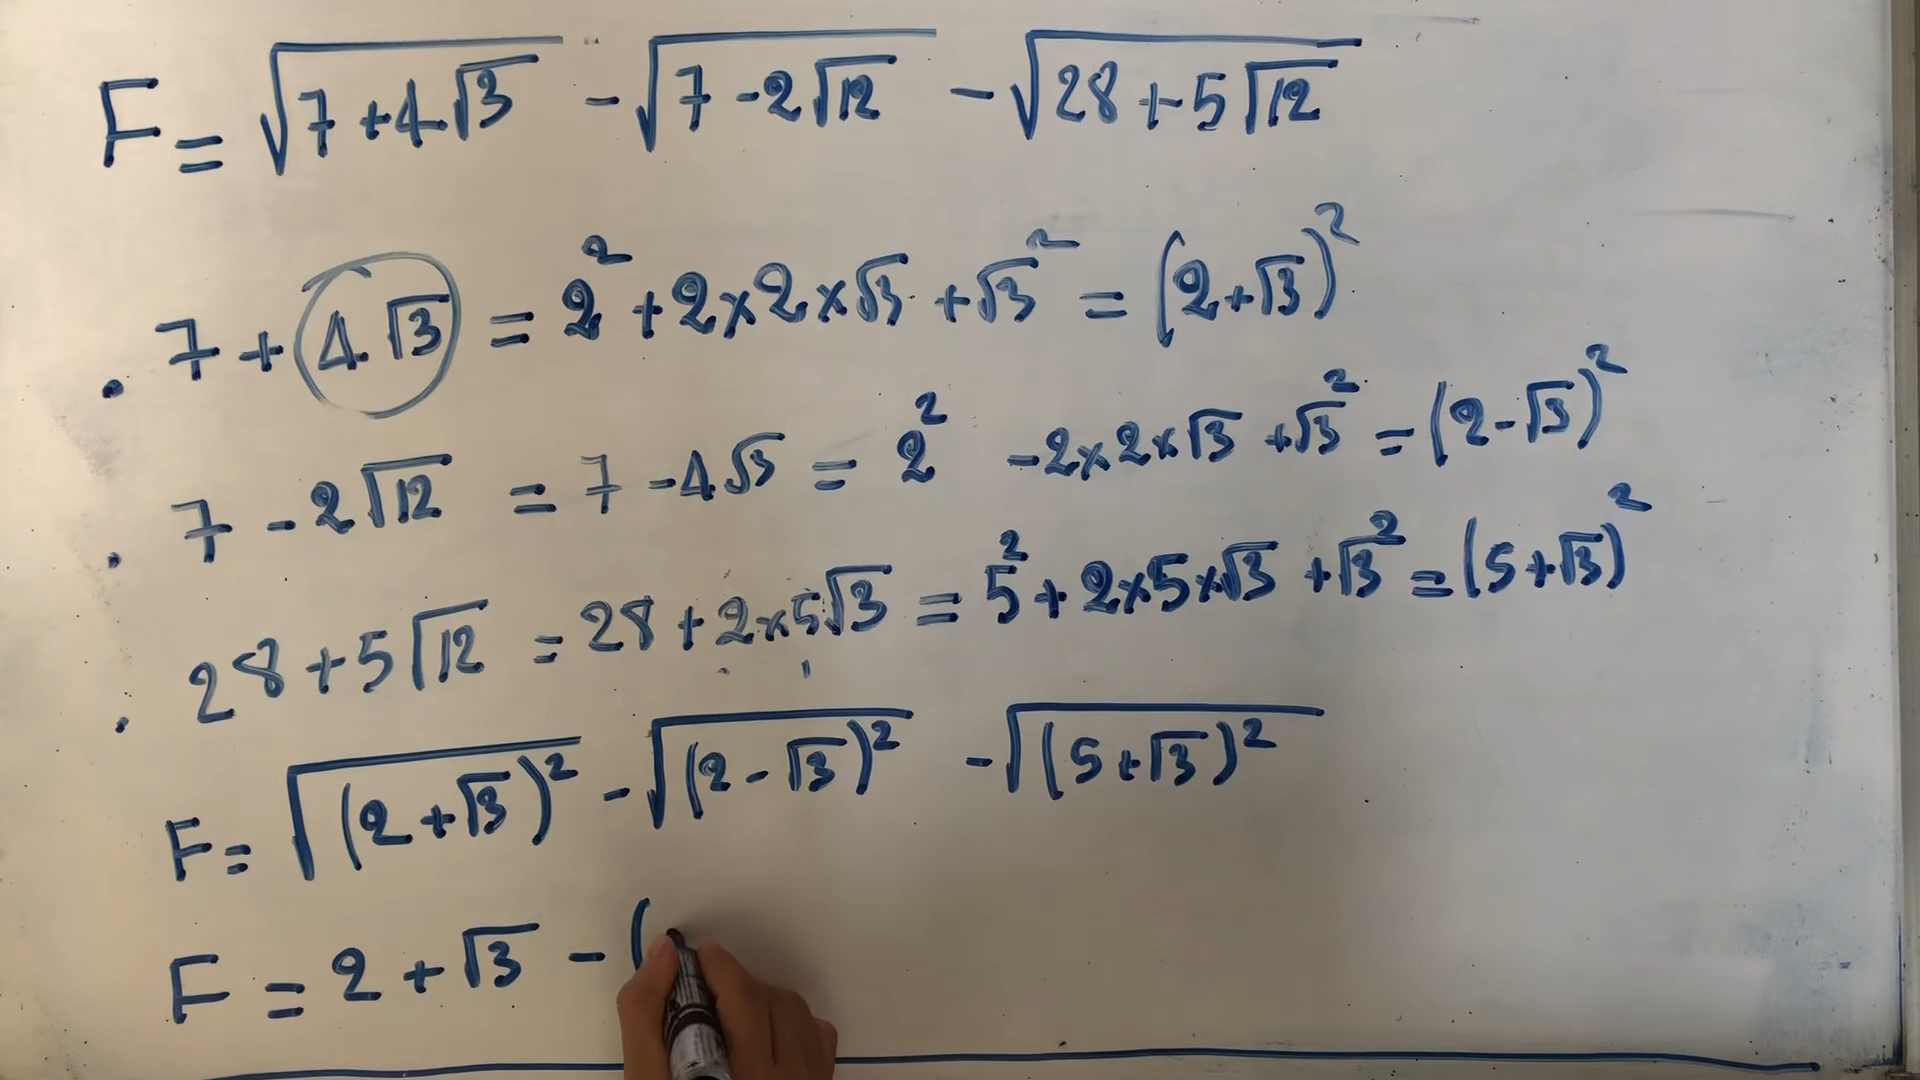 F = √(7 + 4√3) - √(7 - 2√12) - √(28 + 5√12)
• 7 + 4√3 = 2² + 2×2×√3 + √3² = (2+√3)²
• 7 - 2√12 = 7 - 4√3 = 2² - 2×2×√3 + √3² = (2-√3)²
• 28 + 5√12 = 28 + 2×5√3 = 5² + 2×5×√3 + √3² = (5+√3)²
F = √((2+√3)²) - √((2-√3)²) - √((5+√3)²)
F = 2 + √3 - (